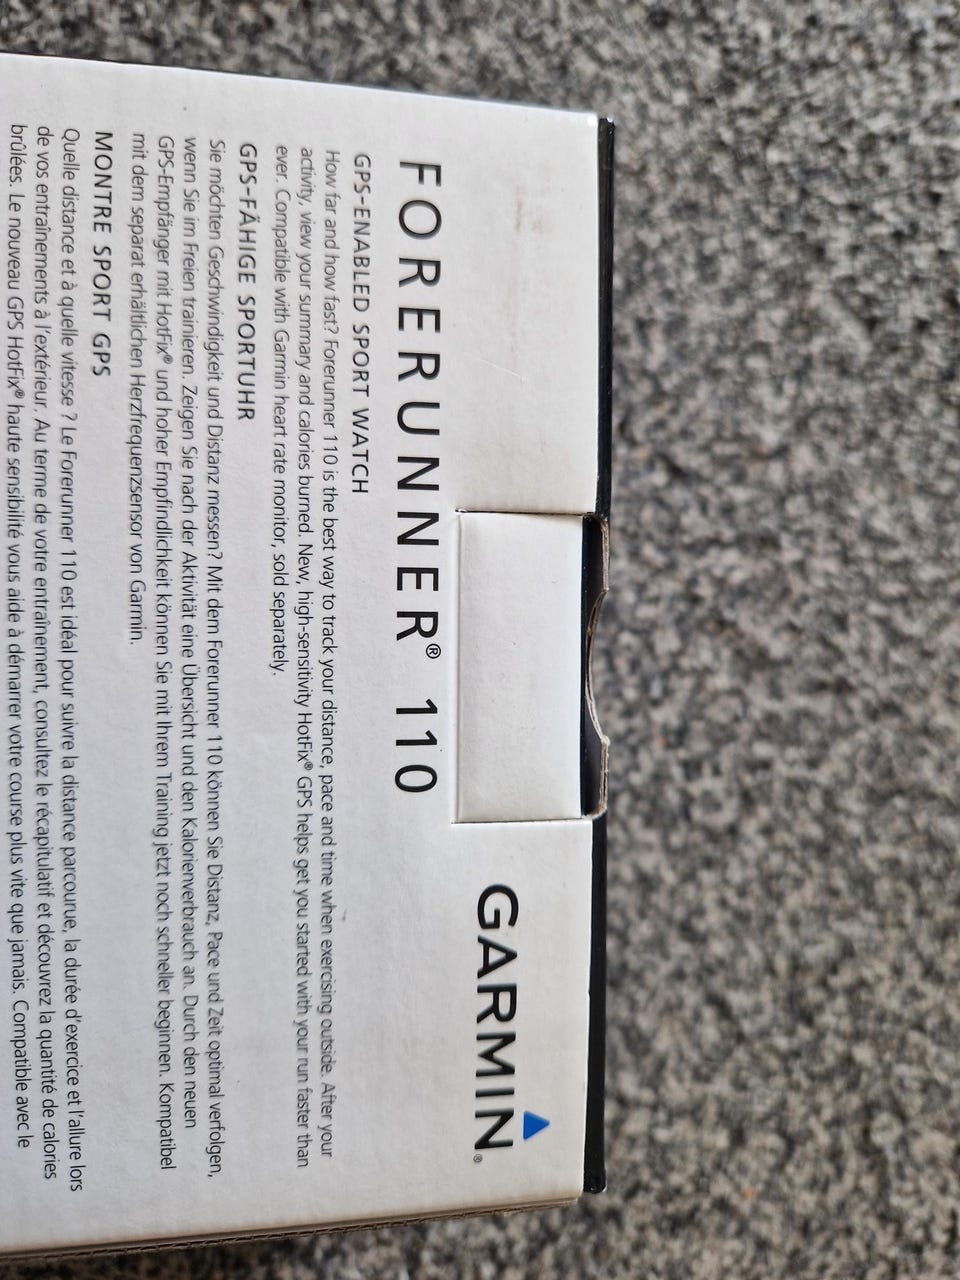 GARMIN®
FORERUNNER® 110
GPS-ENABLED SPORT WATCH
How far and how fast? Forerunner 110 is the best way to track your distance, pace and time when exercising outside. After your
activity, view your summary and calories burned. New, high-sensitivity HotFix® GPS helps get you started with your run faster than
ever. Compatible with Garmin heart rate monitor, sold separately.
GPS-FÄHIGE SPORTUHR
Sie möchten Geschwindigkeit und Distanz messen? Mit dem Forerunner 110 können Sie Distanz, Pace und Zeit optimal verfolgen,
wenn Sie im Freien trainieren. Zeigen Sie nach der Aktivität eine Übersicht und den Kalorienverbrauch an. Durch den neuen
GPS-Empfänger mit HotFix® und hoher Empfindlichkeit können Sie mit Ihrem Training jetzt noch schneller beginnen. Kompatibel
mit dem separat erhältlichen Herzfrequenzsensor von Garmin.
MONTRE SPORT GPS
Quelle distance et à quelle vitesse ? Le Forerunner 110 est idéal pour suivre la distance parcourue, la durée d'exercice et l'allure lors
de vos entraînements à l'extérieur. Au terme de votre entraînement, consultez le récapitulatif et découvrez la quantité de calories
brûlées. Le nouveau GPS HotFix® haute sensibilité vous aide à démarrer votre course plus vite que jamais. Compatible avec le